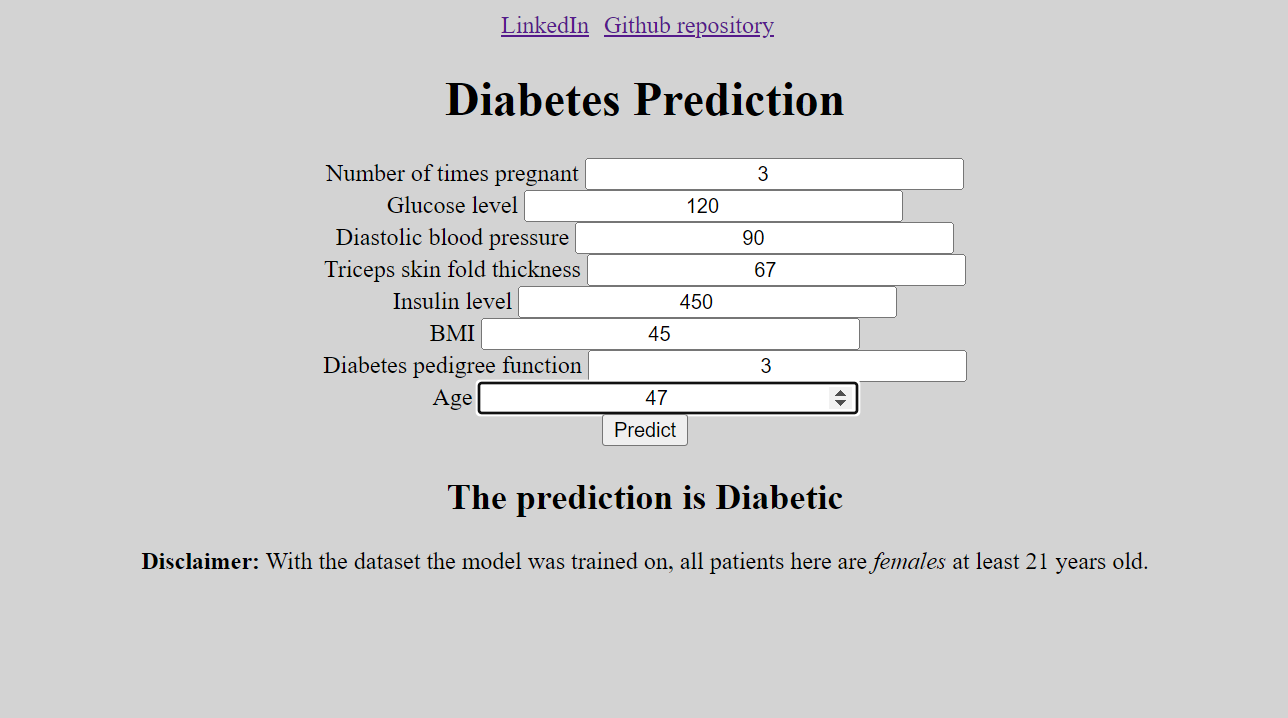 LinkedIn Github repository
Diabetes Prediction
Number of times pregnant 3
Glucose level 120
Diastolic blood pressure 90
Triceps skin fold thickness 67
Insulin level 450
BMI 45
Diabetes pedigree function 3
Age 47
Predict
The prediction is Diabetic
Disclaimer: With the dataset the model was trained on, all patients here are females at least 21 years old.